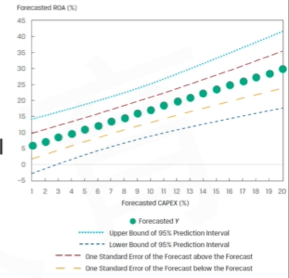 Forecasted ROA (%)
45
40
35
30
25
20
15
10
5
0
−5
1 2 3 4 5 6 7 8 9 10 11 12 13 14 15 16 17 18 19 20
Forecasted CAPEX (%)
Forecasted Y
Upper Bound of 95% Prediction Interval
Lower Bound of 95% Prediction Interval
One Standard Error of the Forecast above the Forecast
One Standard Error of the Forecast below the Forecast